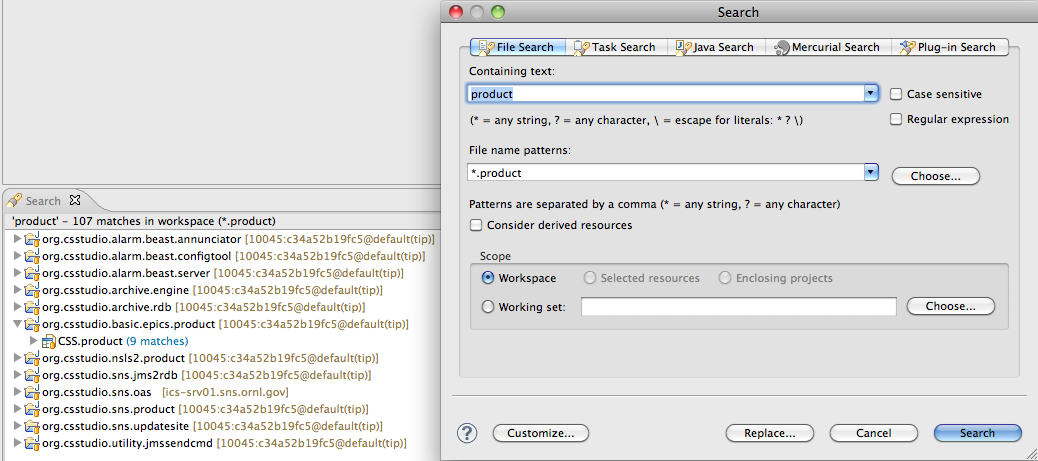 Search
File Search
Task Search
Java Search
Mercurial Search
Plug-in Search
Containing text:
product
Case sensitive
(* = any string, ? = any character, \ = escape for literals: * ? \)
Regular expression
File name patterns:
*.product
Choose...
Patterns are separated by a comma (* = any string, ? = any character)
Consider derived resources
Scope
Workspace
Selected resources
Enclosing projects
Working set:
Choose...
?
Customize...
Replace...
Cancel
Search
Search
'product' - 107 matches in workspace (*.product)
org.csstudio.alarm.beast.annunciator [10045:c34a52b19fc5@default(tip)]
org.csstudio.alarm.beast.configtool [10045:c34a52b19fc5@default(tip)]
org.csstudio.alarm.beast.server [10045:c34a52b19fc5@default(tip)]
org.csstudio.archive.engine [10045:c34a52b19fc5@default(tip)]
org.csstudio.archive.rdb [10045:c34a52b19fc5@default(tip)]
org.csstudio.basic.epics.product [10045:c34a52b19fc5@default(tip)]
CSS.product (9 matches)
org.csstudio.nsls2.product [10045:c34a52b19fc5@default(tip)]
org.csstudio.sns.jms2rdb [10045:c34a52b19fc5@default(tip)]
org.csstudio.sns.oas [ics-srv01.sns.ornl.gov]
org.csstudio.sns.product [10045:c34a52b19fc5@default(tip)]
org.csstudio.sns.updatesite [10045:c34a52b19fc5@default(tip)]
org.csstudio.utility.jmssendcmd [10045:c34a52b19fc5@default(tip)]